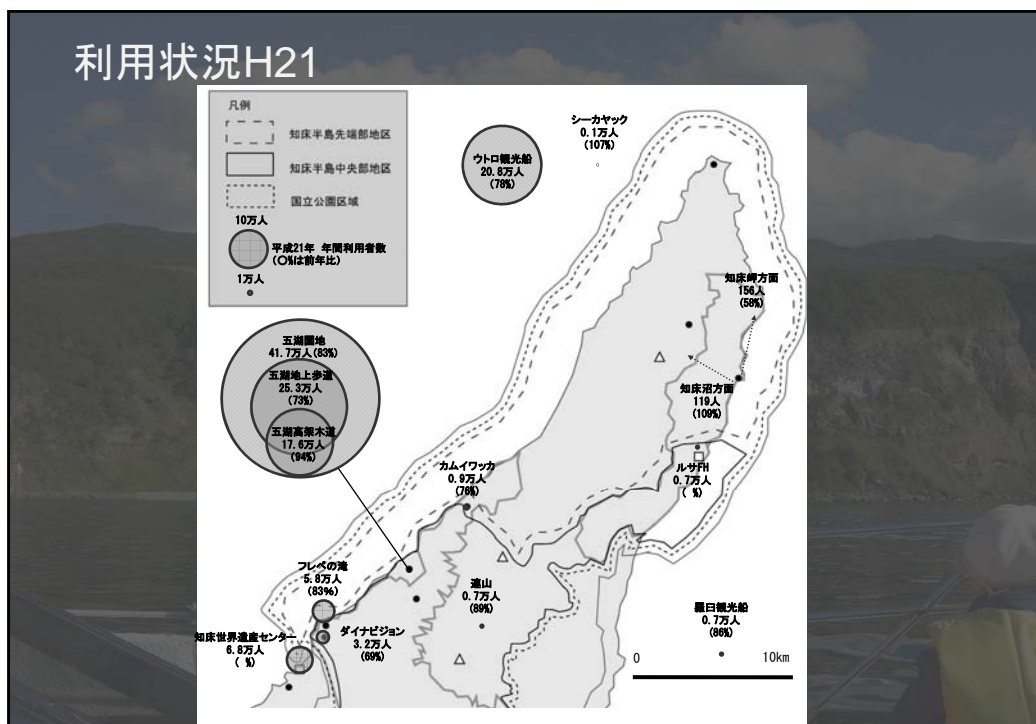 利用状況H21
凡例
知床半島先端部地区
知床半島中央部地区
国立公園区域
10万人
平成21年 年間利用者数
(○%は前年比)
1万人
シーカヤック
0.1万人
(107%)
ウトロ観光船
20.8万人
(78%)
知床岬方面
156人
(58%)
五湖園地
41.7万人(83%)
五湖地上歩道
25.3万人
(73%)
五湖高架木道
17.6万人
(94%)
知床沼方面
119人
(109%)
カムイワッカ
0.9万人
(76%)
ルサFH
0.7万人
( %)
フレペの滝
5.8万人
(83%)
連山
0.7万人
(89%)
羅臼観光船
0.7万人
(86%)
知床世界遺産センター
6.8万人
( %)
ダイナビジョン
3.2万人
(69%)
0 10km